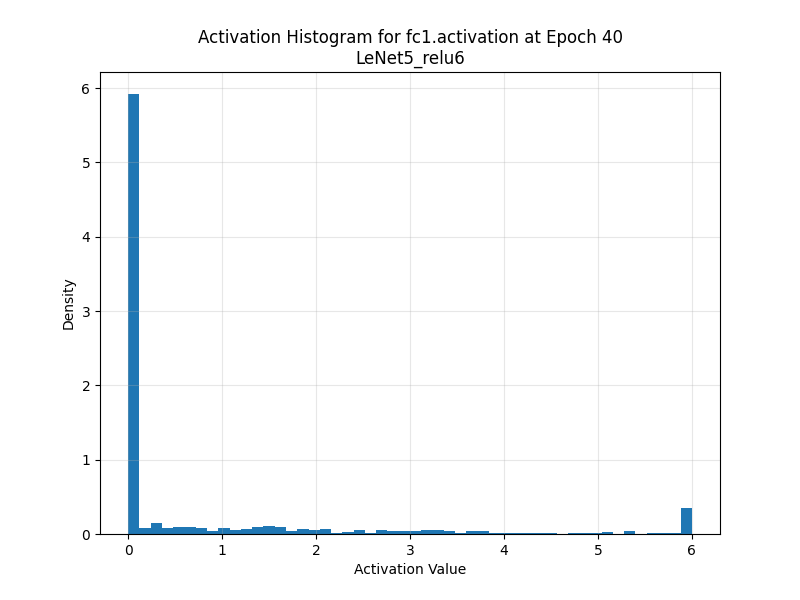 Activation Histogram for fc1.activation at Epoch 40
LeNet5_relu6
6
5
4
3
2
1
0
Density
0 1 2 3 4 5 6
Activation Value